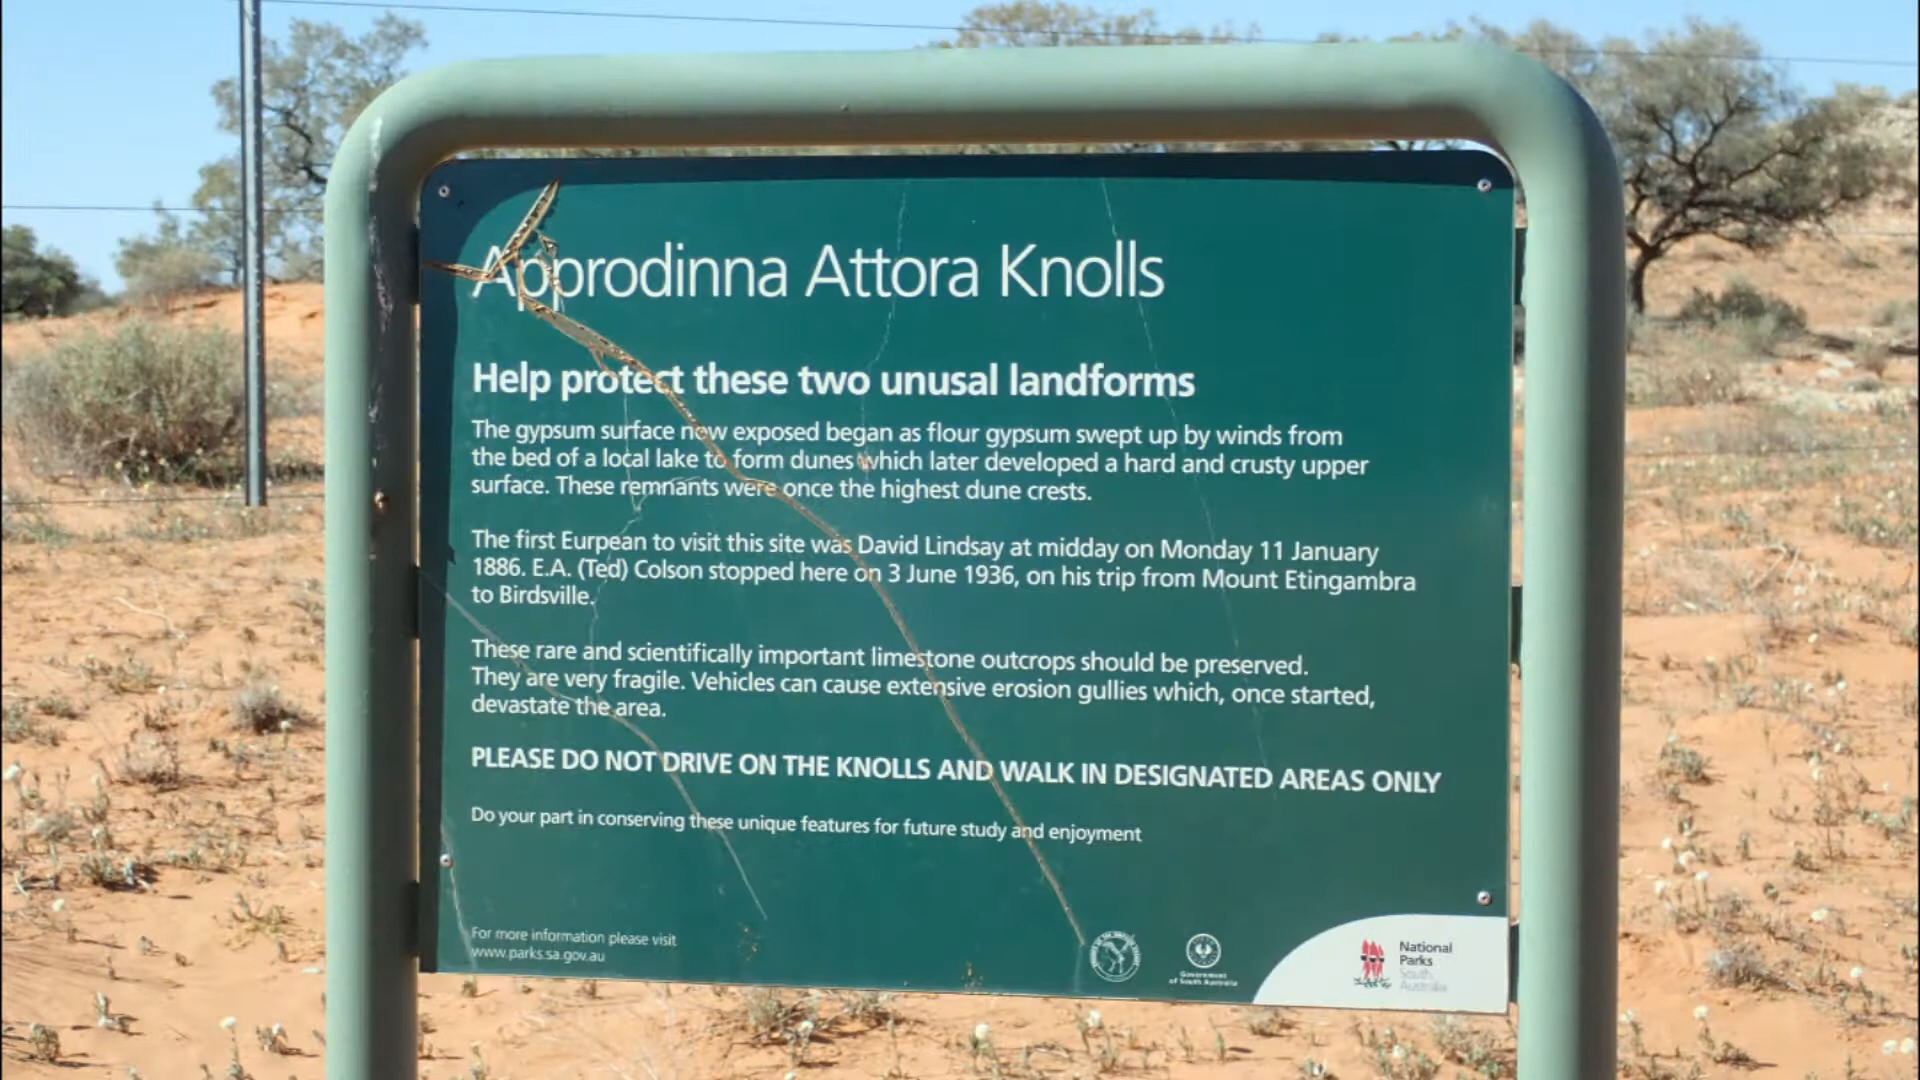 Approdinna Attora Knolls
Help protect these two unusal landforms
The gypsum surface now exposed began as flour gypsum swept up by winds from
the bed of a local lake to form dunes which later developed a hard and crusty upper
surface. These remnants were once the highest dune crests.
The first Eurpean to visit this site was David Lindsay at midday on Monday 11 January
1886. E.A. (Ted) Colson stopped here on 3 June 1936, on his trip from Mount Etingambra
to Birdsville.
These rare and scientifically important limestone outcrops should be preserved.
They are very fragile. Vehicles can cause extensive erosion gullies which, once started,
devastate the area.
PLEASE DO NOT DRIVE ON THE KNOLLS AND WALK IN DESIGNATED AREAS ONLY
Do your part in conserving these unique features for future study and enjoyment
For more information please visit
www.parks.sa.gov.au
Government
of South Australia
National
Parks
South
Australia